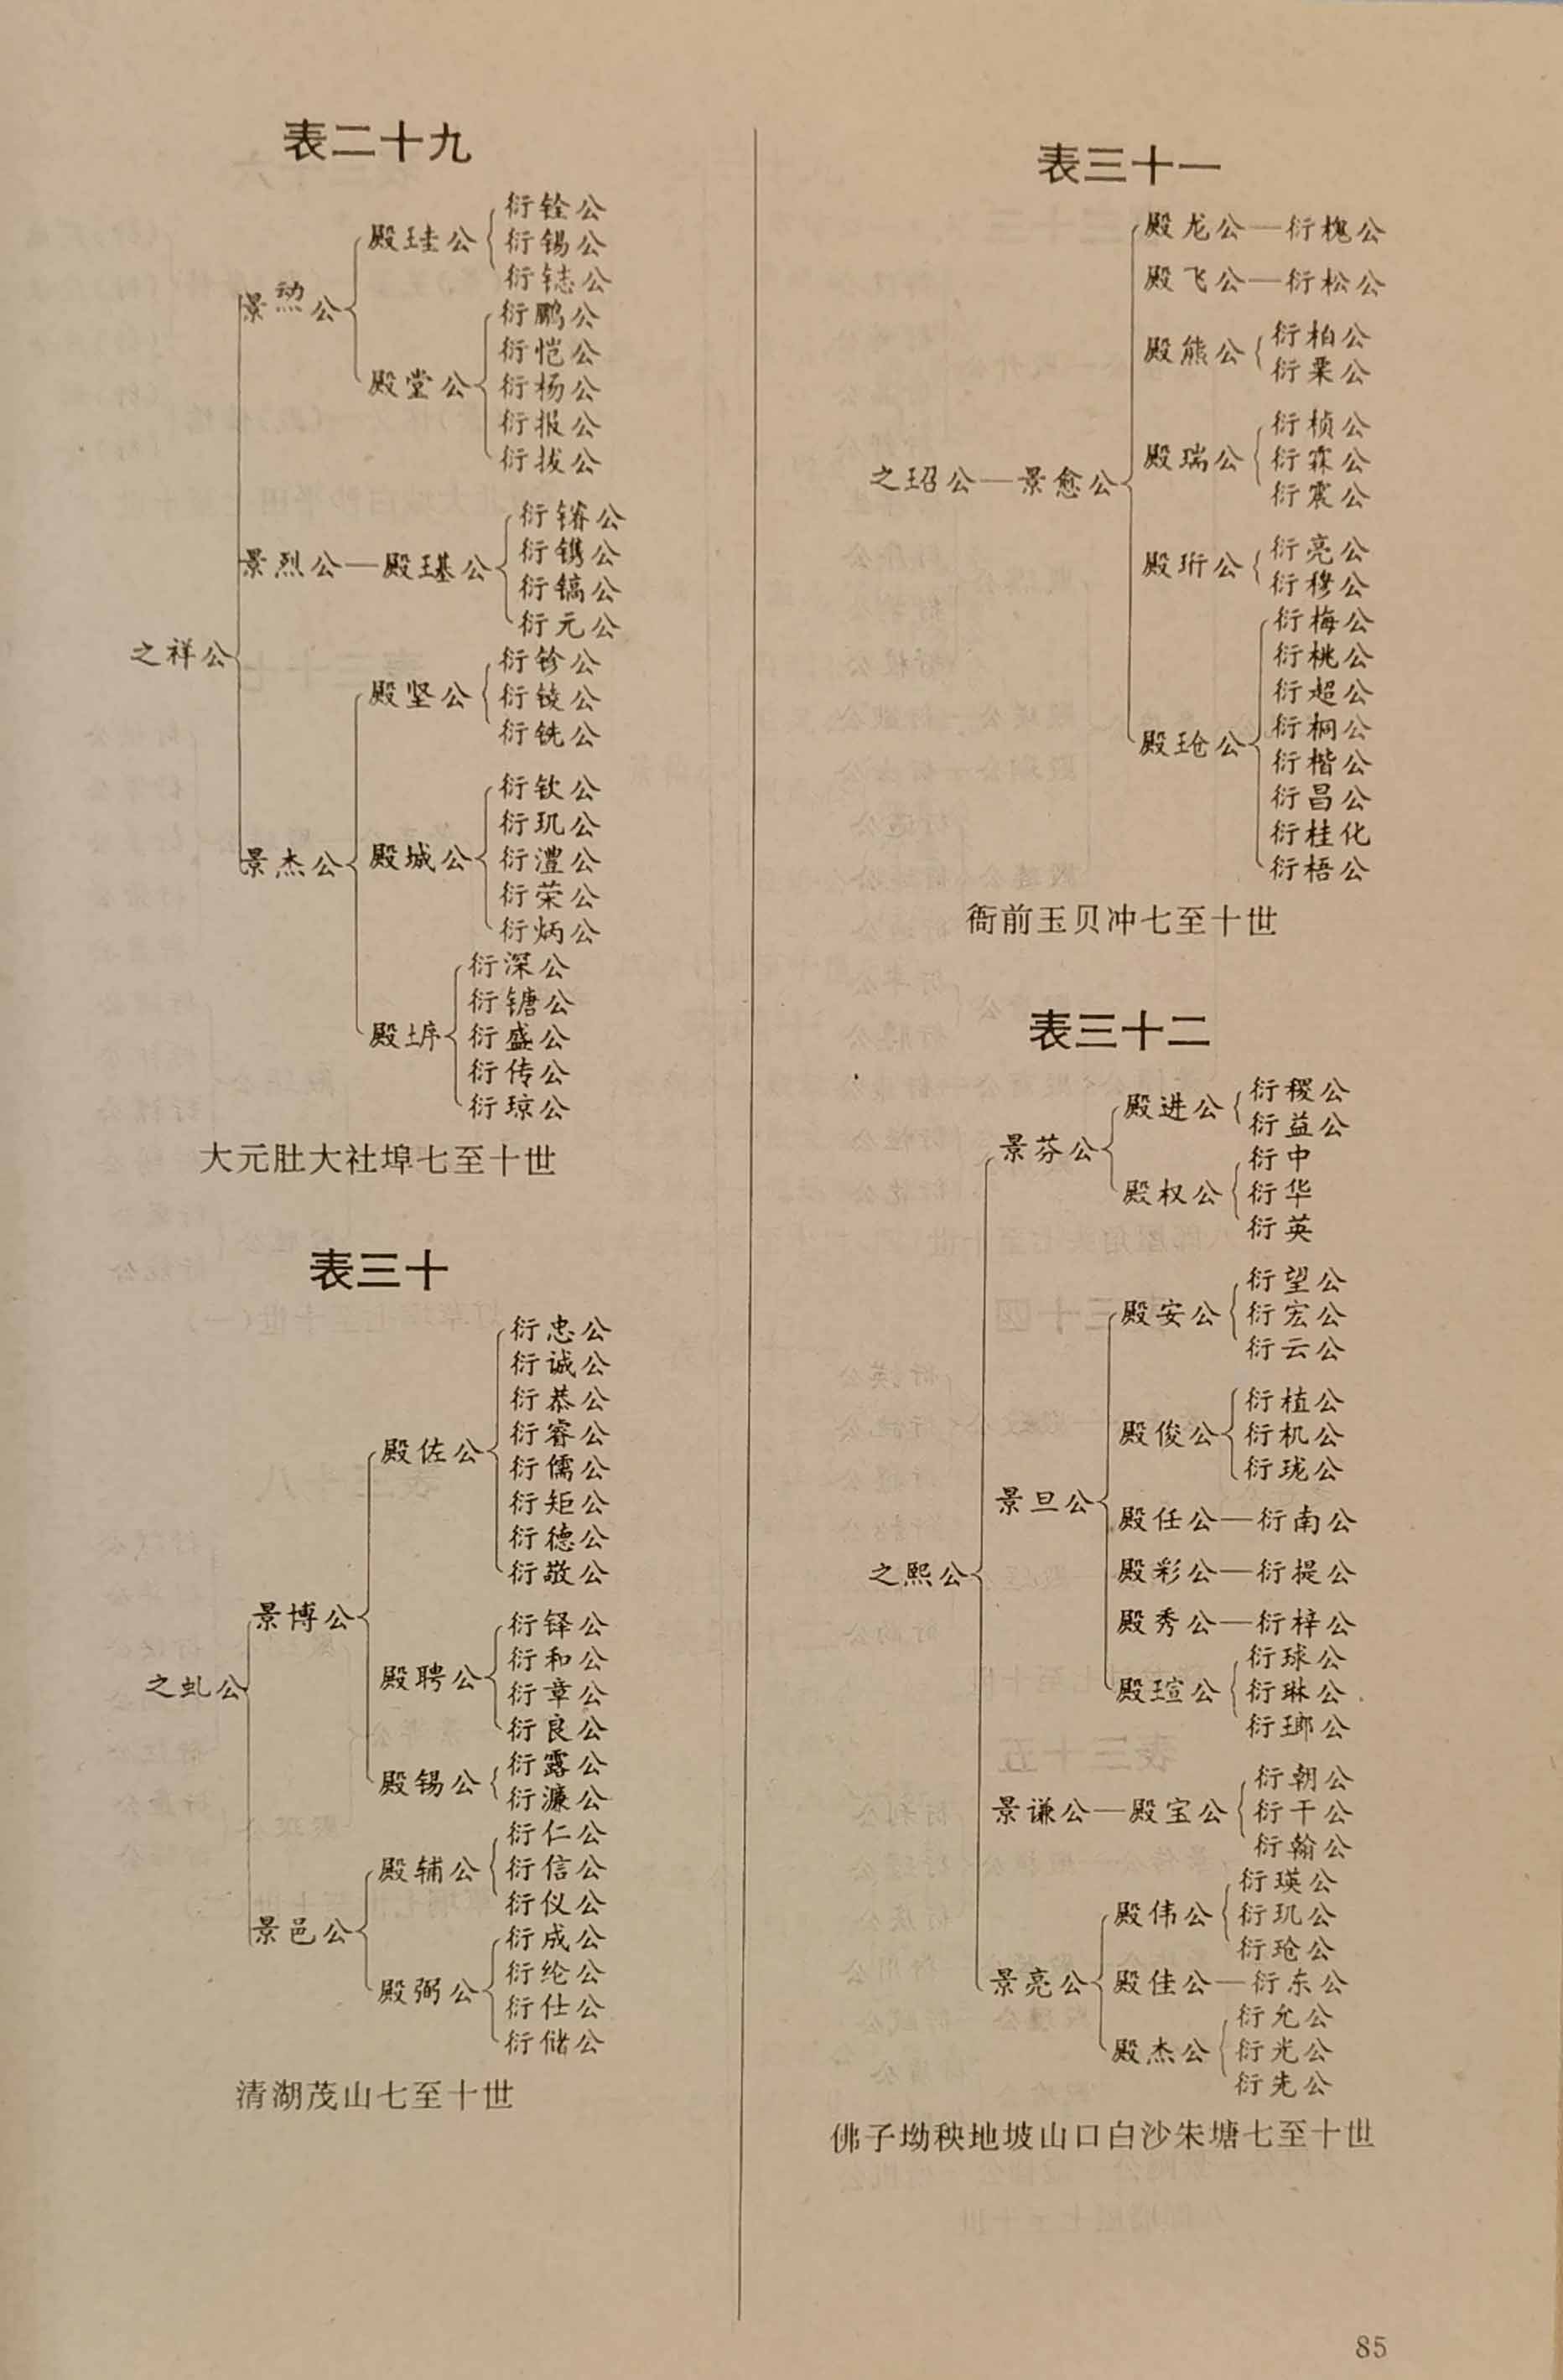 表二十九
之祥公
景烈公
殿珪公
衍铨公
衍锡公
衍鋕公
殿堂公
衍鹏公
衍恺公
衍杨公
衍报公
衍拔公
景烈公—殿璂公
衍镐公
衍元公
景杰公
殿坚公
衍铫公
殿城公
衍钦公
衍玑公
衍澧公
衍荣公
衍炳公
殿垿
衍深公
衍镛公
衍盛公
衍传公
衍琼公
大元肚大社埠七至十世
表三十
之虬公
景博公
殿佐公
衍忠公
衍诚公
衍恭公
衍睿公
衍儒公
衍矩公
衍德公
衍敬公
殿聘公
衍铎公
衍和公
衍章公
衍良公
殿锡公
衍露公
衍濂公
景邑公
殿辅公
衍仁公
衍信公
衍仪公
殿弼公
衍成公
衍纶公
衍仕公
衍储公
清湖茂山七至十世
表三十一
之玿公—景愈公
殿龙公—衍槐公
殿飞公—衍松公
殿熊公
衍柏公
衍栗公
殿瑞公
衍桢公
衍霖公
衍震公
殿珩公
衍亮公
衍穆公
殿玱公
衍梅公
衍桃公
衍超公
衍桐公
衍楷公
衍昌公
衍桂化
衍梧公
衙前玉贝冲七至十世
表三十二
之熙公
景芬公
殿进公
衍稷公
衍益公
殿权公
衍中
衍华
衍英
景旦公
殿安公
衍望公
衍宏公
衍云公
殿俊公
衍植公
衍机公
衍珑公
殿任公—衍南公
殿彩公—衍提公
殿秀公—衍梓公
殿瑄公
衍球公
衍琳公
衍瑯公
景谦公—殿宝公
衍朝公
衍干公
衍翰公
景亮公
殿伟公
衍瑛公
衍玑公
衍玱公
殿佳公—衍东公
殿杰公
衍允公
衍光公
衍先公
佛子坳秧地坡山口白沙朱塘七至十世
85